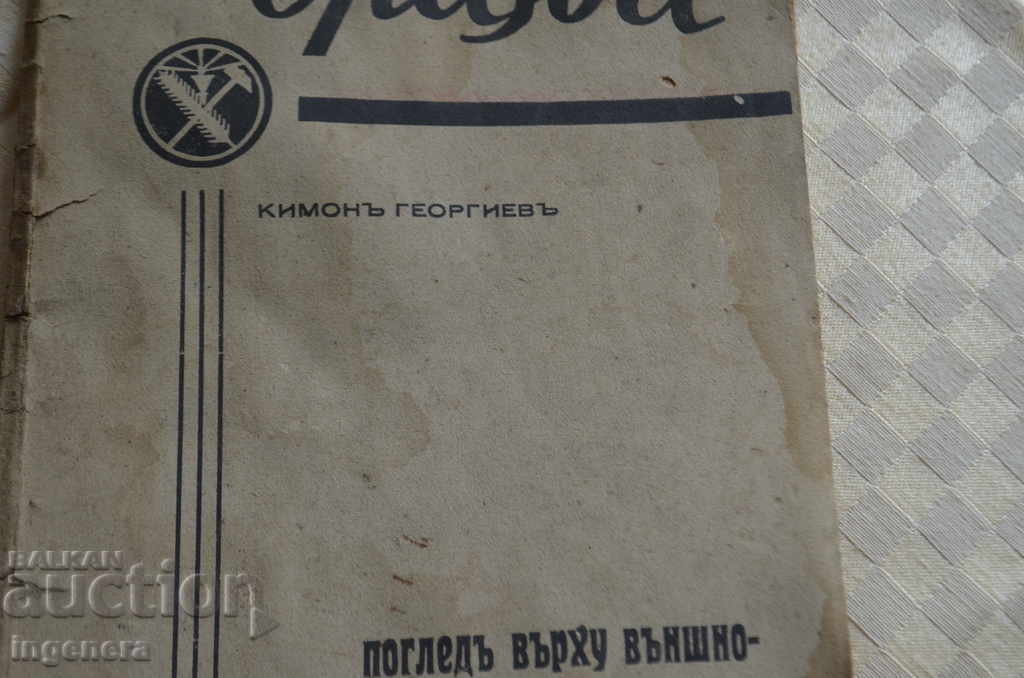 КИМОНЪ ГЕОРГИЕВЪ
ПОГЛЕДЪ ВЪРХУ ВЪНШНО-
BALKAN
auction
ingenera